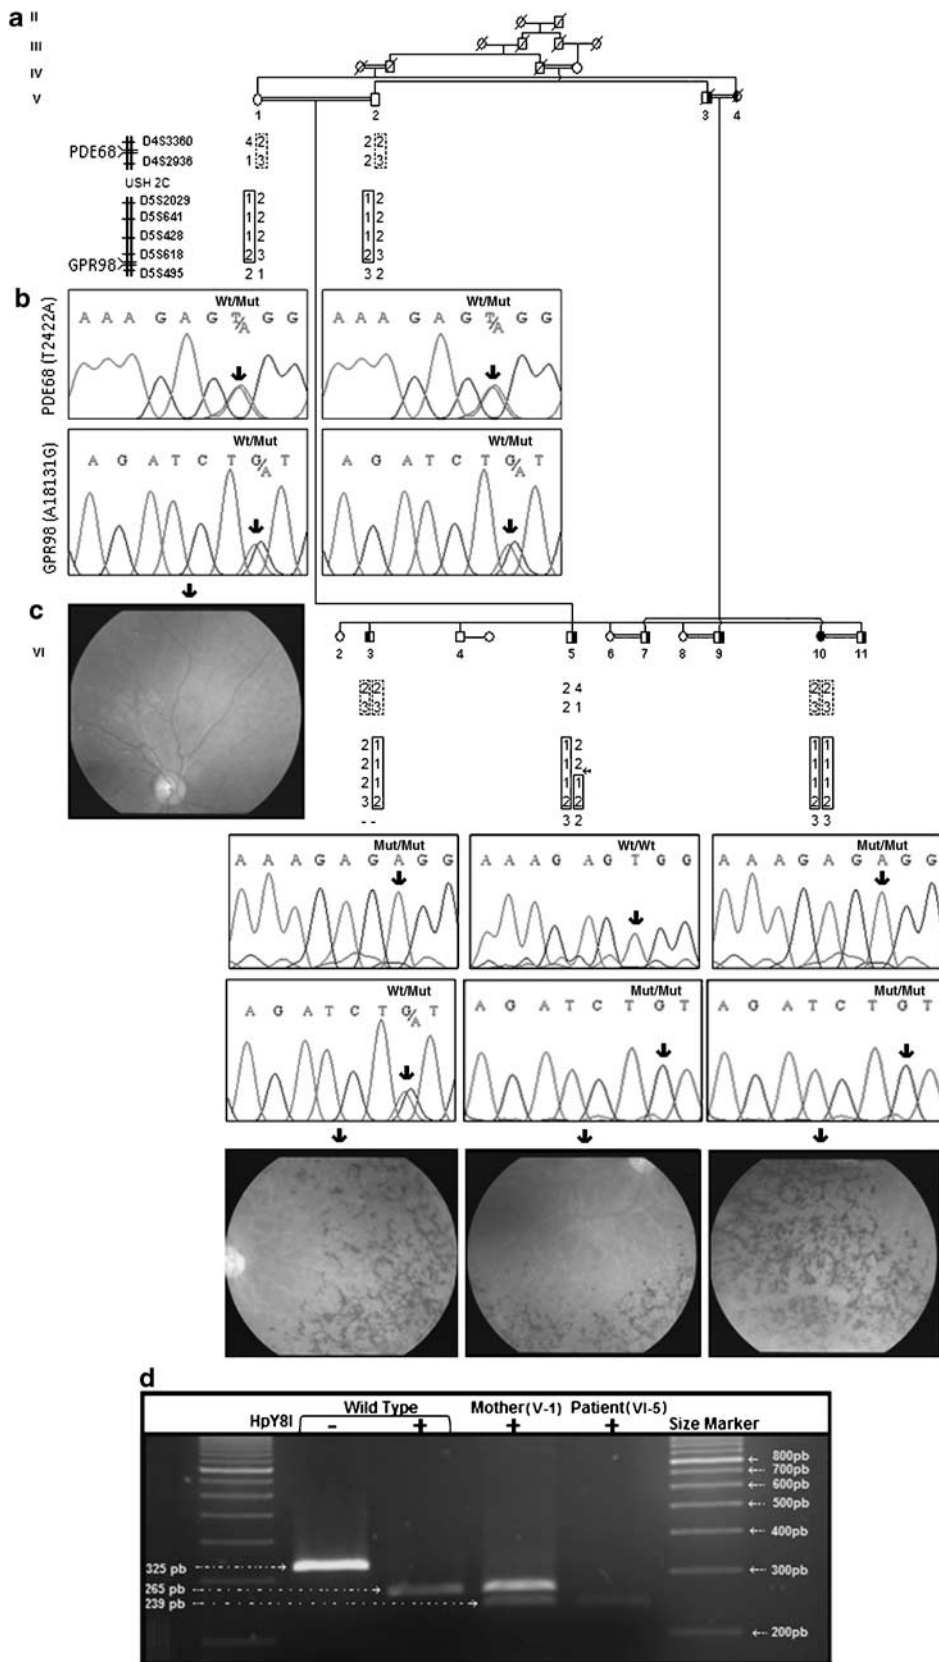 a II
III
IV
V
1 2 3 4
PDE68
D4S3360 4 2 2 2
D4S2936 1 3 2 3
USH 2C
D5S2029 1 2 1 2
D5S641 1 2 1 2
D5S428 1 2 1 2
D5S618 2 3 2 3
GPR98
D5S495 2 1 3 2
b
PDE68 (T2422A)
Wt/Mut Wt/Mut
A A A G A G T/A G G A A A G A G T/A G G
GPR98 (A18131G)
Wt/Mut Wt/Mut
A G A T C T G/A T A G A T C T G/A T
c
VI
2 3 4 5 6 7 8 9 10 11
2 2 2 4 2 2
3 3 2 1 3 3
2 1 1 2 1 1
2 1 1 2 1 1
2 1 1 1 1 1
3 2 2 2 2 2
- - 3 2 3 3
Mut/Mut Wt/Wt Mut/Mut
A A A G A G A G G A A A G A G T G G A A A G A G A G G
Wt/Mut Mut/Mut Mut/Mut
A G A T C T G/A T A G A T C T G T A G A T C T G T
d
Wild Type Mother(V-1) Patient(VI-5)
HpY8I - + + + Size Marker
800pb
700pb
600pb
500pb
400pb
325 pb 300pb
265 pb
239 pb
200pb